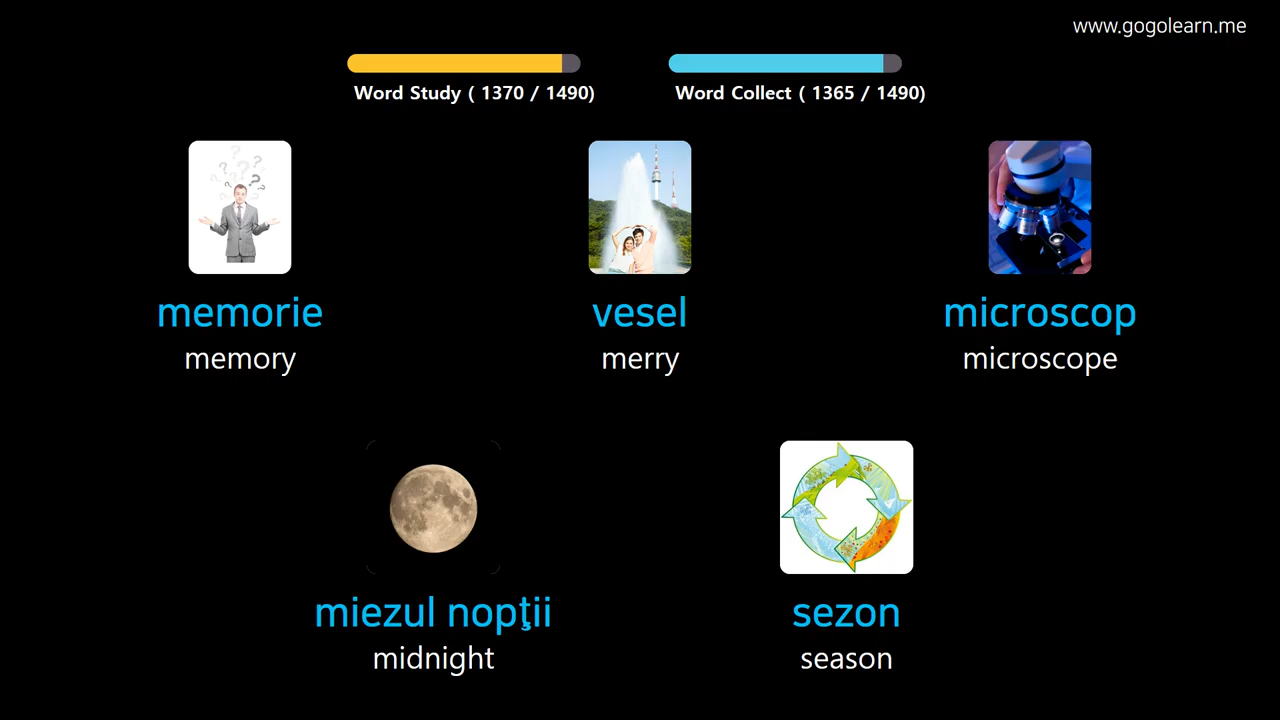 www.gogolearn.me
Word Study ( 1370 / 1490)
Word Collect ( 1365 / 1490)
memorie
memory
vesel
merry
microscop
microscope
miezul nopţii
midnight
sezon
season